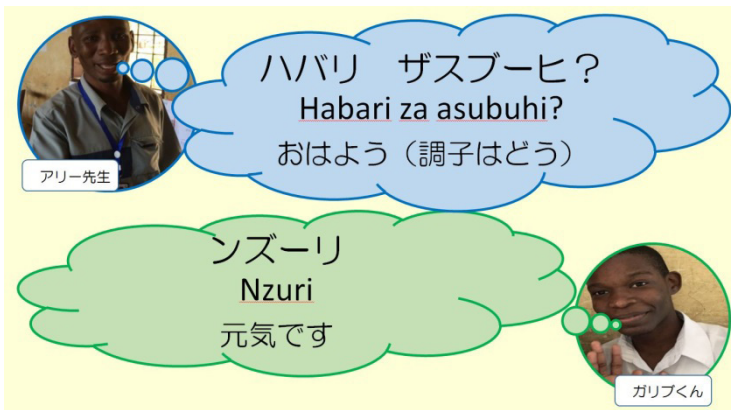 ハバリ　ザスブーヒ？
Habari za asubuhi?
おはよう（調子はどう）
アリー先生
ンズーリ
Nzuri
元気です
ガリブくん